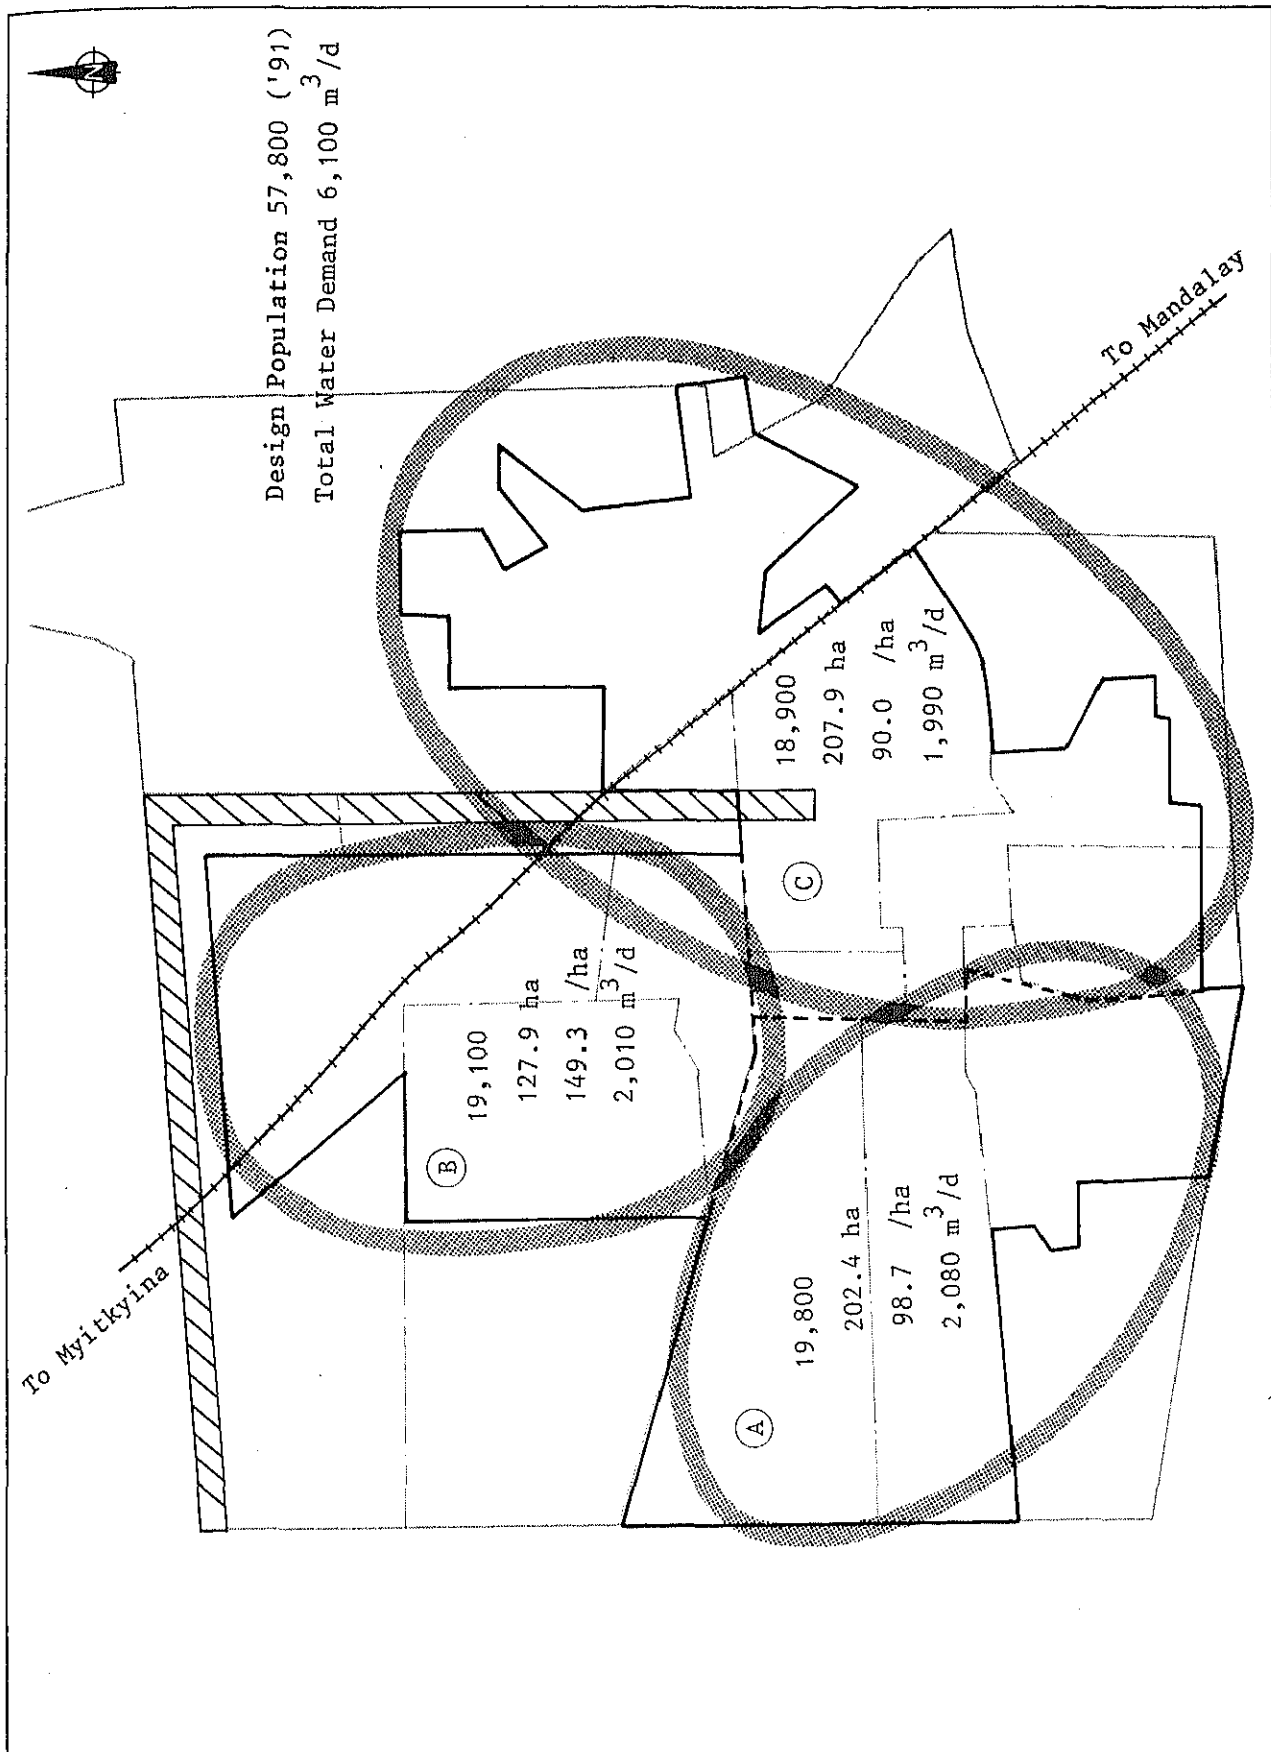 N
Design Population 57,800 ('91)
Total Water Demand 6,100 m³/d
To Myitkyina
B
19,100
127.9 ha
149.3 /ha
2,010 m³/d
A
19,800
202.4 ha
98.7 /ha
2,080 m³/d
C
18,900
207.9 ha
90.0 /ha
1,990 m³/d
To Mandalay